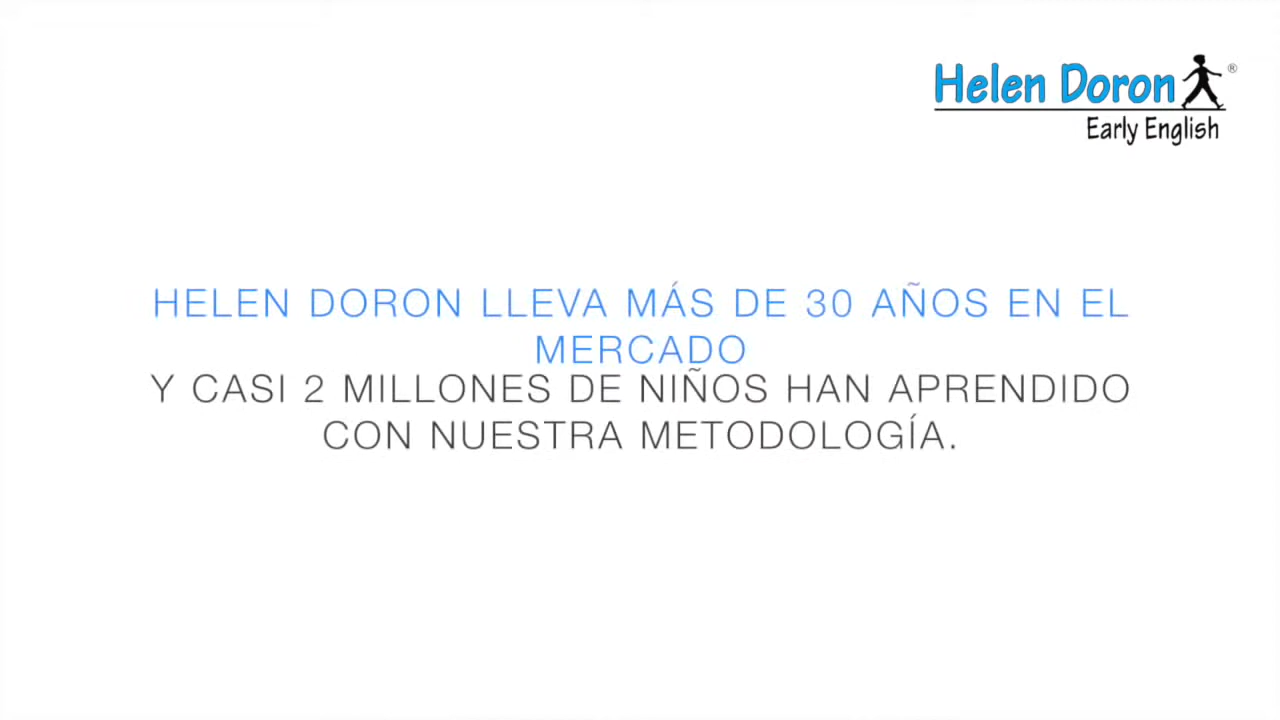 Helen Doron ®
Early English
HELEN DORON LLEVA MÁS DE 30 AÑOS EN EL
MERCADO
Y CASI 2 MILLONES DE NIÑOS HAN APRENDIDO
CON NUESTRA METODOLOGÍA.